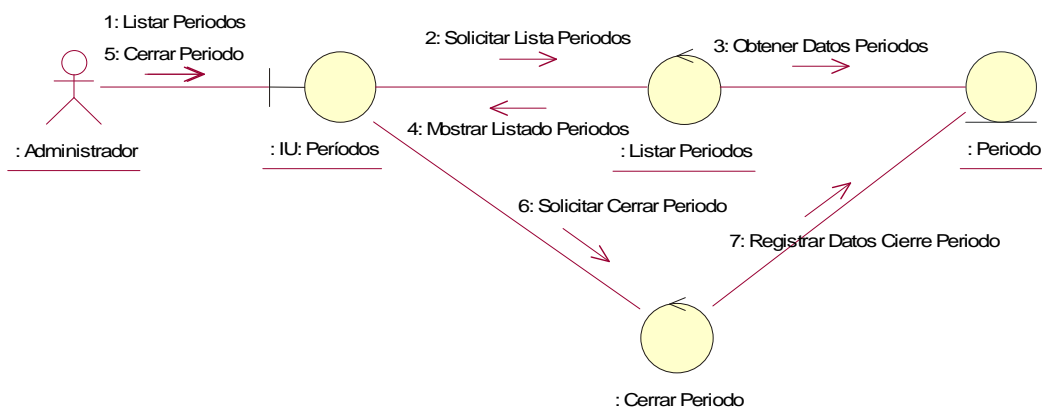 1: Listar Periodos
5: Cerrar Periodo
2: Solicitar Lista Periodos
3: Obtener Datos Periodos
4: Mostrar Listado Periodos
: Administrador
: IU: Períodos
: Listar Periodos
: Periodo
6: Solicitar Cerrar Periodo
7: Registrar Datos Cierre Periodo
: Cerrar Periodo